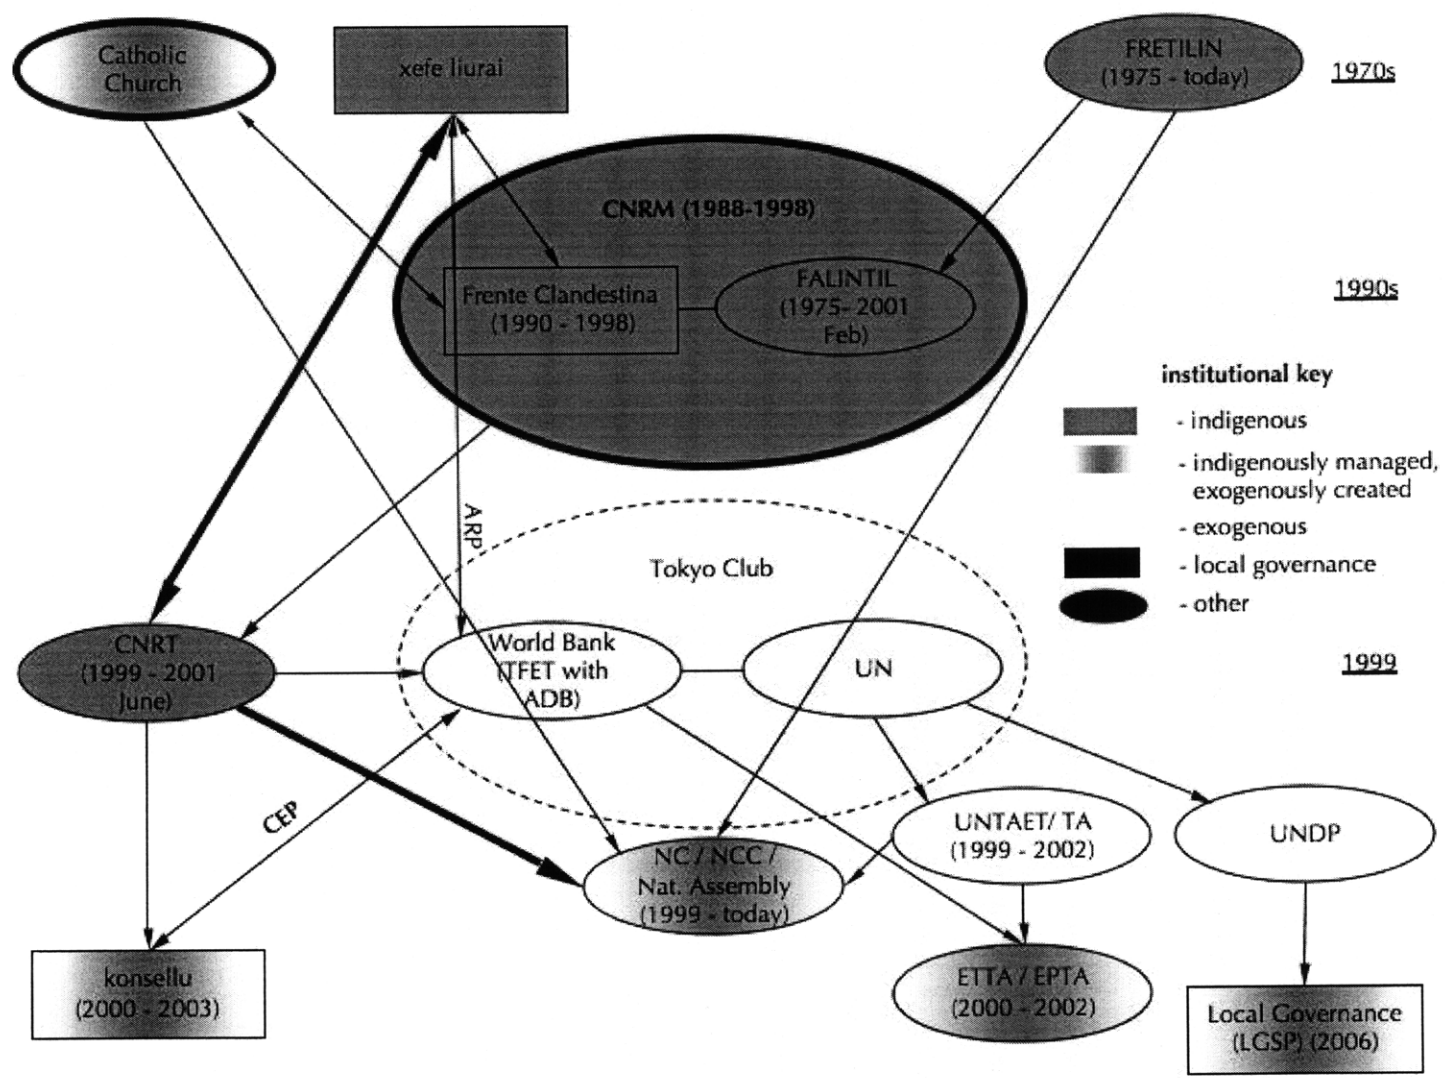 Catholic
Church
xefe liurai
FRETILIN
(1975 - today)
1970s
CNRM (1988-1998)
Frente Clandestina
(1990 - 1998)
FALINTIL
(1975- 2001
Feb)
1990s
institutional key
- indigenous
- indigenously managed,
exogenously created
- exogenous
- local governance
- other
ARP
Tokyo Club
CNRT
(1999 - 2001
June)
World Bank
(TFET with
ADB)
UN
1999
CEP
UNTAET/ TA
(1999 - 2002)
UNDP
NC / NCC /
Nat. Assembly
(1999 - today)
konsellu
(2000 - 2003)
ETTA / EPTA
(2000 - 2002)
Local Governance
(LGSP) (2006)